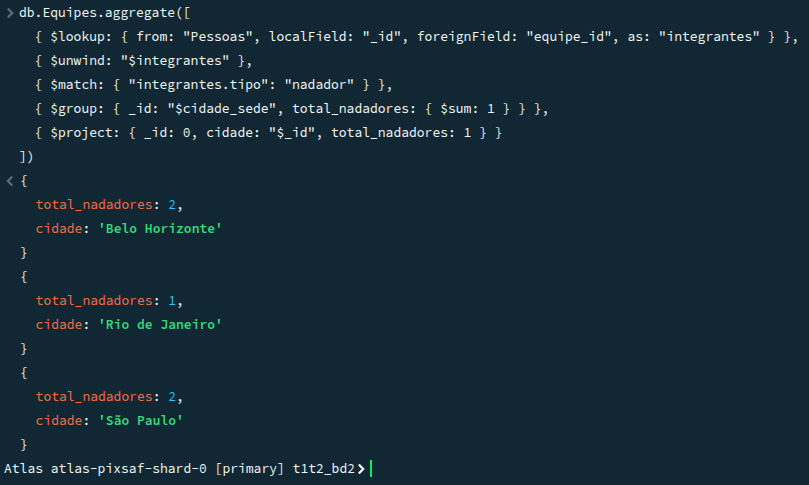 > db.Equipes.aggregate([
{ $lookup: { from: "Pessoas", localField: "_id", foreignField: "equipe_id", as: "integrantes" } },
{ $unwind: "$integrantes" },
{ $match: { "integrantes.tipo": "nadador" } },
{ $group: { _id: "$cidade_sede", total_nadadores: { $sum: 1 } } },
{ $project: { _id: 0, cidade: "$_id", total_nadadores: 1 } }
])
< {
total_nadadores: 2,
cidade: 'Belo Horizonte'
}
{
total_nadadores: 1,
cidade: 'Rio de Janeiro'
}
{
total_nadadores: 2,
cidade: 'São Paulo'
}
Atlas atlas-pixsaf-shard-0 [primary] t1t2_bd2>